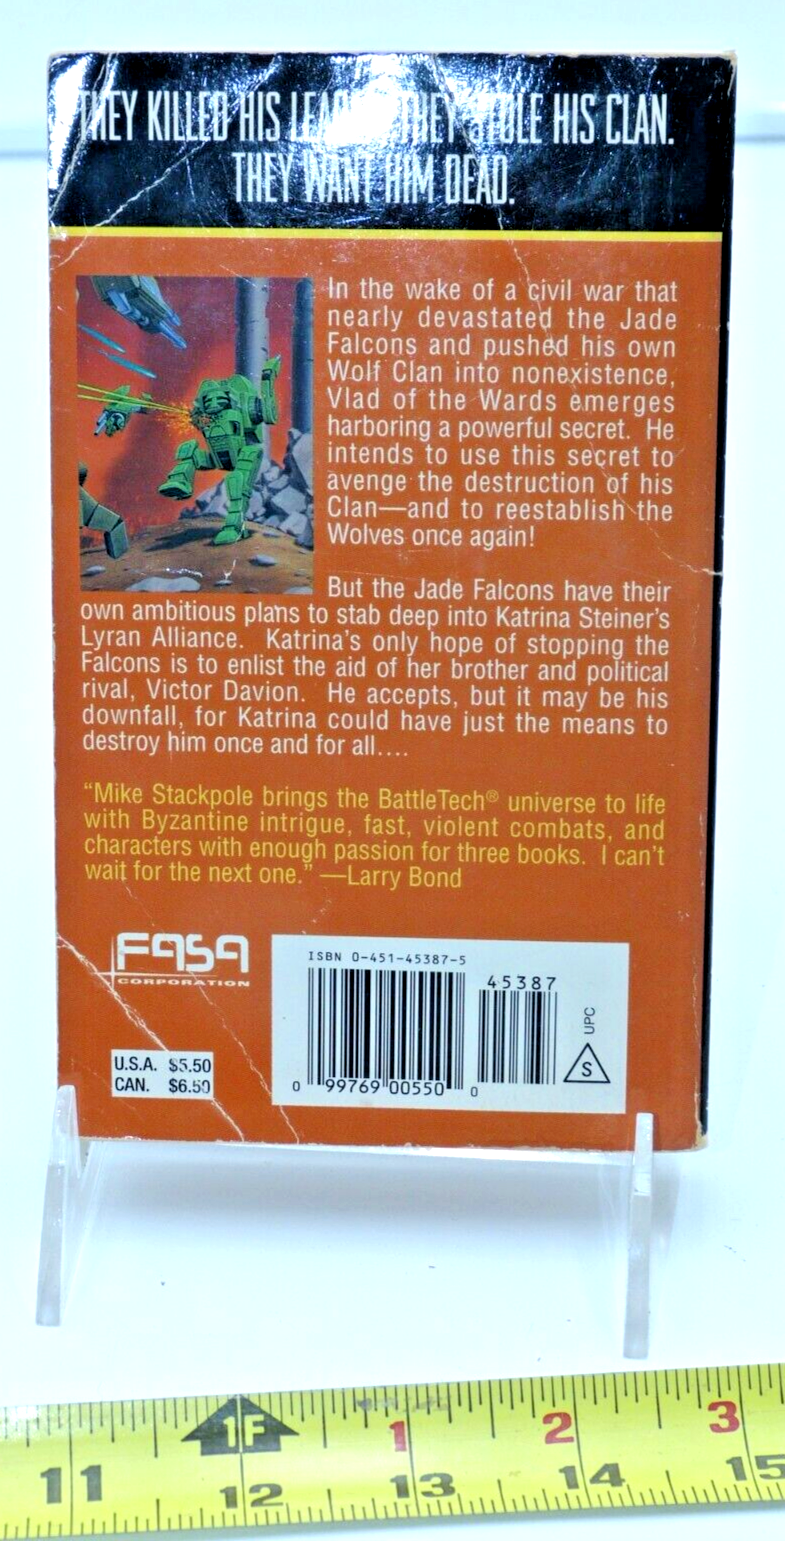 THEY KILLED HIS THEY STOLE HIS CLAN.
THEY WANT HIM DEAD.
In the wake of a civil war that
nearly devastated the Jade
Falcons and pushed his own
Wolf Clan into nonexistence,
Vlad of the Wards emerges
harboring a powerful secret. He
intends to use this secret to
avenge the destruction of his
Clan—and to reestablish the
Wolves once again!
But the Jade Falcons have their
own ambitious plans to stab deep into Katrina Steiner's
Lyran Alliance. Katrina's only hope of stopping the
Falcons is to enlist the aid of her brother and political
rival, Victor Davion. He accepts, but it may be his
downfall, for Katrina could have just the means to
destroy him once and for all....
“Mike Stackpole brings the BattleTech® universe to life
with Byzantine intrigue, fast, violent combats, and
characters with enough passion for three books. I can't
wait for the next one.” —Larry Bond
FASA
CORPORATION
ISBN 0-451-45387-5
45387
UPC
S
0 99769 00550 0
U.S.A. $5.50
CAN. $6.50
1F 1 2 3
11 12 13 14 15